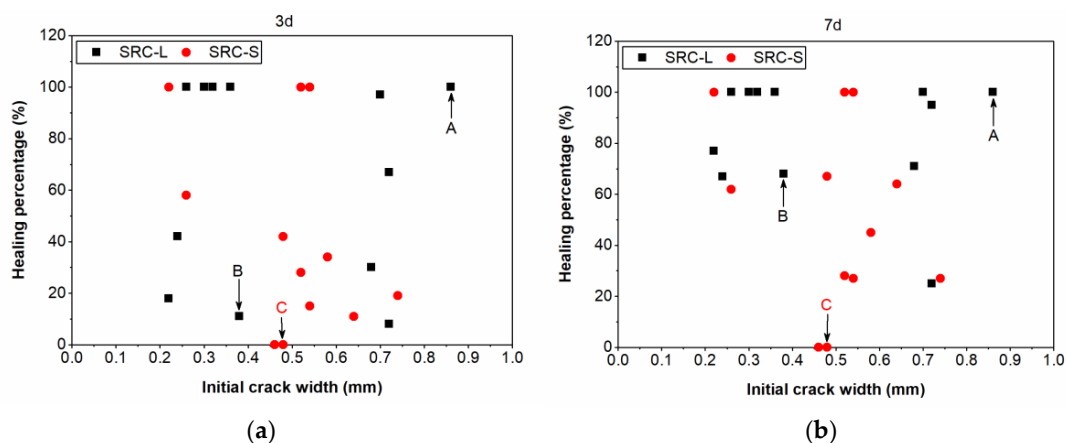 3d
SRC-L SRC-S
120
100
80
60
40
20
0
A
B
C
0.0 0.1 0.2 0.3 0.4 0.5 0.6 0.7 0.8 0.9 1.0
Healing percentage (%)
Initial crack width (mm)
(a)
7d
SRC-L SRC-S
120
100
80
60
40
20
0
A
B
C
0.0 0.1 0.2 0.3 0.4 0.5 0.6 0.7 0.8 0.9 1.0
Healing percentage (%)
Initial crack width (mm)
(b)